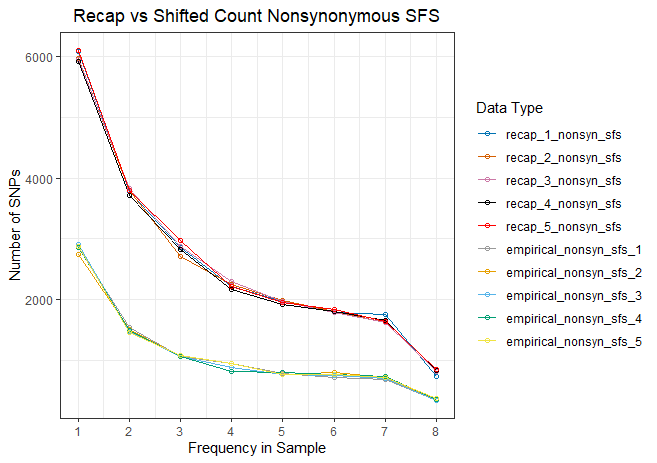 Recap vs Shifted Count Nonsynonymous SFS
6000
4000
2000
Number of SNPs
1 2 3 4 5 6 7 8
Frequency in Sample
Data Type
recap_1_nonsyn_sfs
recap_2_nonsyn_sfs
recap_3_nonsyn_sfs
recap_4_nonsyn_sfs
recap_5_nonsyn_sfs
empirical_nonsyn_sfs_1
empirical_nonsyn_sfs_2
empirical_nonsyn_sfs_3
empirical_nonsyn_sfs_4
empirical_nonsyn_sfs_5